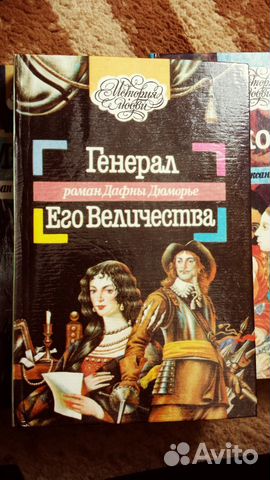 История
любви
Генерал
роман Дафны Дюморье
Его Величества
Avito